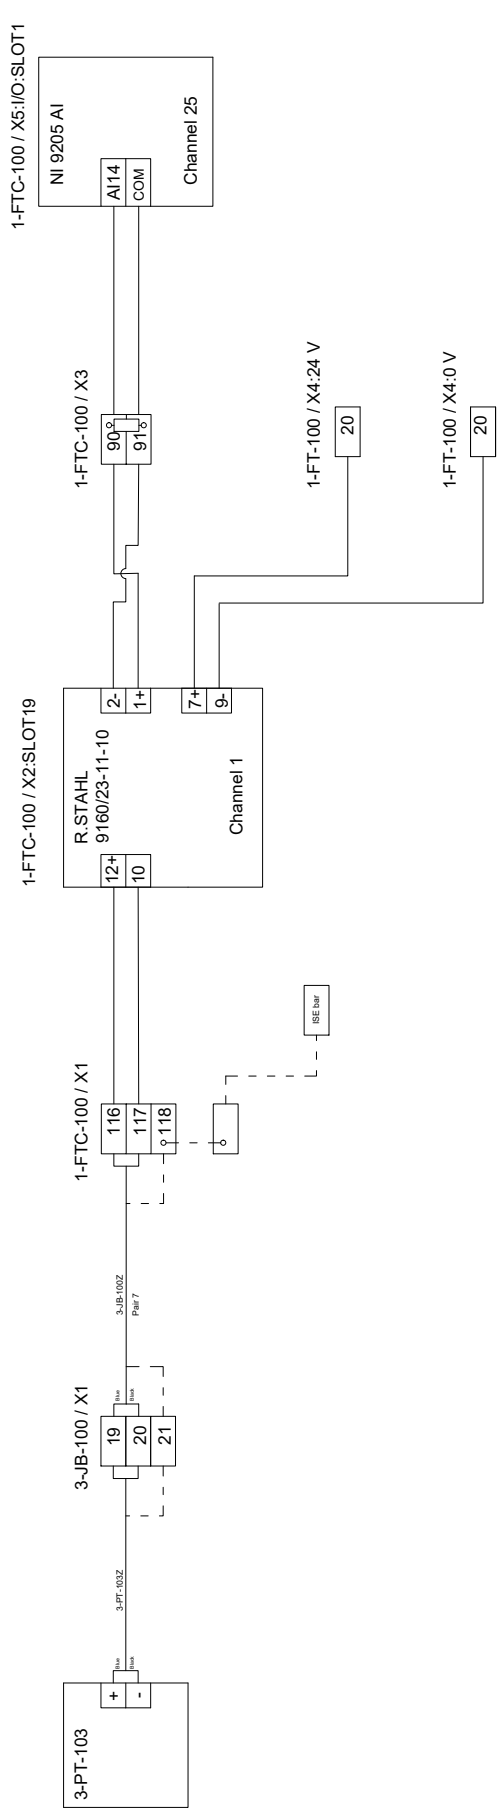 3-PT-103
+
-
Blue
Black
3-PT-103Z
3-JB-100 / X1
19
20
21
Blue
Black
3-JB-100Z
Pair 7
1-FTC-100 / X1
116
117
118
ISE bar
1-FTC-100 / X2:SLOT19
R.STAHL
9160/23-11-10
Channel 1
12+
10
2-
1+
7+
9-
1-FTC-100 / X3
90
91
1-FT-100 / X4:24 V
20
1-FT-100 / X4:0 V
20
1-FTC-100 / X5:I/O:SLOT1
NI 9205 AI
Channel 25
AI14
COM